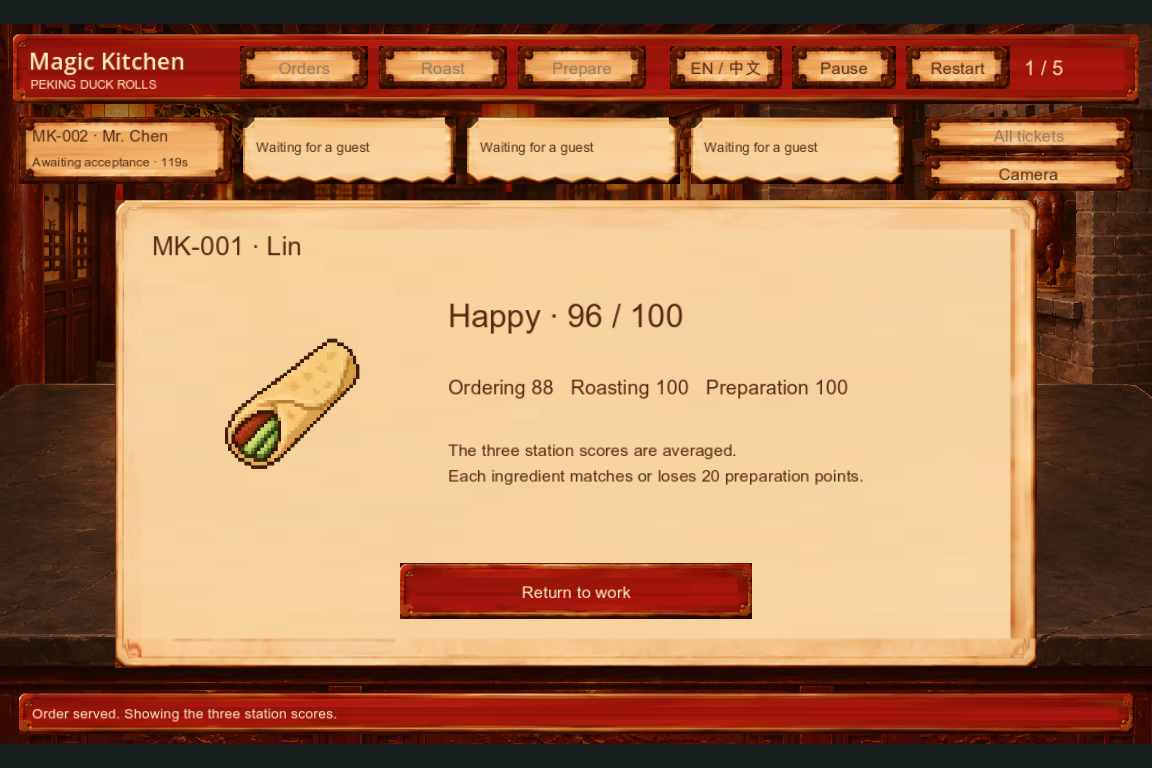 Magic Kitchen
PEKING DUCK ROLLS
Orders
Roast
Prepare
EN / 中文
Pause
Restart
1 / 5
MK-002 · Mr. Chen
Awaiting acceptance · 119s
Waiting for a guest
Waiting for a guest
Waiting for a guest
All tickets
Camera
MK-001 · Lin
Happy · 96 / 100
Ordering 88 Roasting 100 Preparation 100
The three station scores are averaged.
Each ingredient matches or loses 20 preparation points.
Return to work
Order served. Showing the three station scores.